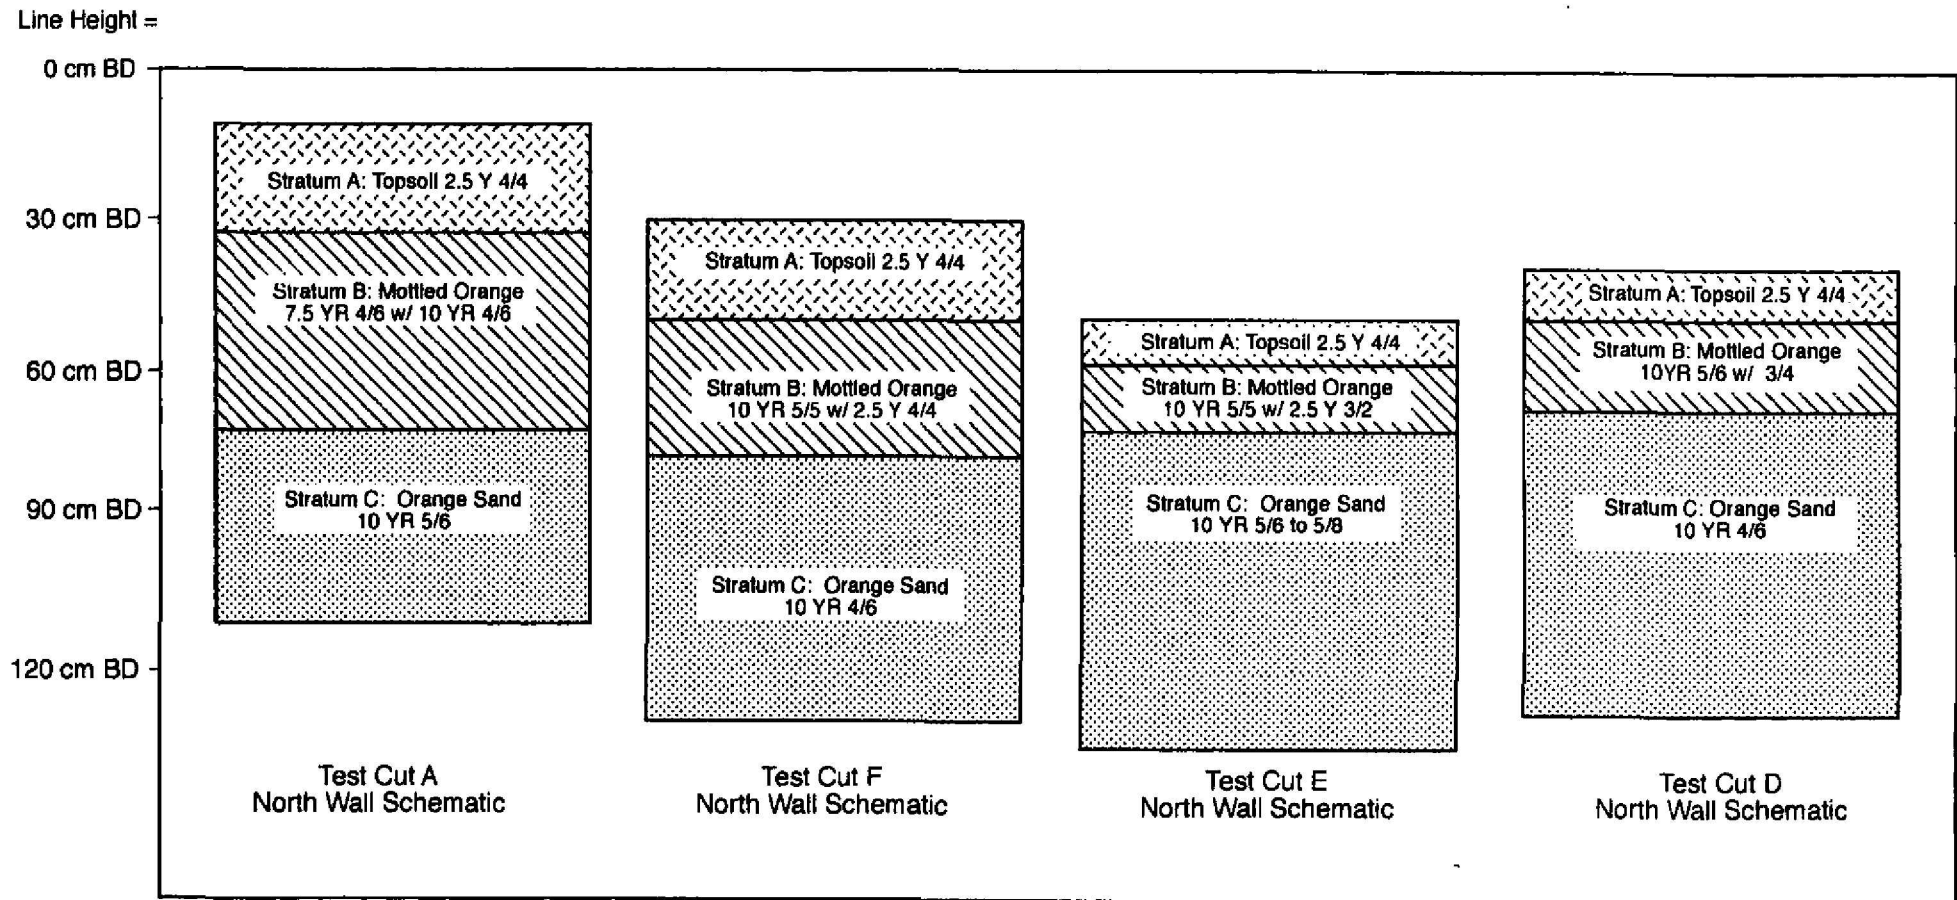 Line Height =
0 cm BD
30 cm BD
60 cm BD
90 cm BD
120 cm BD
Stratum A: Topsoil 2.5 Y 4/4
Stratum B: Mottled Orange
7.5 YR 4/6 w/ 10 YR 4/6
Stratum C: Orange Sand
10 YR 5/6
Test Cut A
North Wall Schematic
Stratum A: Topsoil 2.5 Y 4/4
Stratum B: Mottled Orange
10 YR 5/5 w/ 2.5 Y 4/4
Stratum C: Orange Sand
10 YR 4/6
Test Cut F
North Wall Schematic
Stratum A: Topsoil 2.5 Y 4/4
Stratum B: Mottled Orange
10 YR 5/5 w/ 2.5 Y 3/2
Stratum C: Orange Sand
10 YR 5/6 to 5/8
Test Cut E
North Wall Schematic
Stratum A: Topsoil 2.5 Y 4/4
Stratum B: Mottled Orange
10YR 5/6 w/ 3/4
Stratum C: Orange Sand
10 YR 4/6
Test Cut D
North Wall Schematic